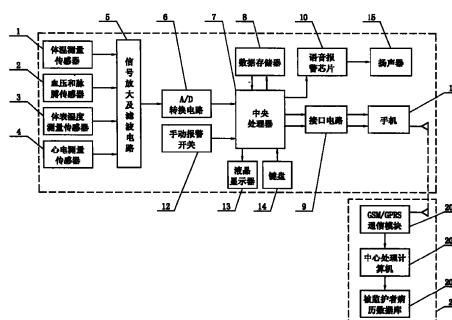 1
2
3
4
5
6
7
8
9
10
12
13
14
15
体温测量
传感器
血压和脉
搏传感器
体表温度
测量传感器
心电测量
传感器
信号放大及滤波电路
A/D
转换电路
手动报警
开关
数据存储器
中央
处理器
液晶
显示器
键盘
语音报
警芯片
扬声器
接口电路
手机
GSM/GPRS
通信模块
中心处理计
算机
被监护者病
历数据库